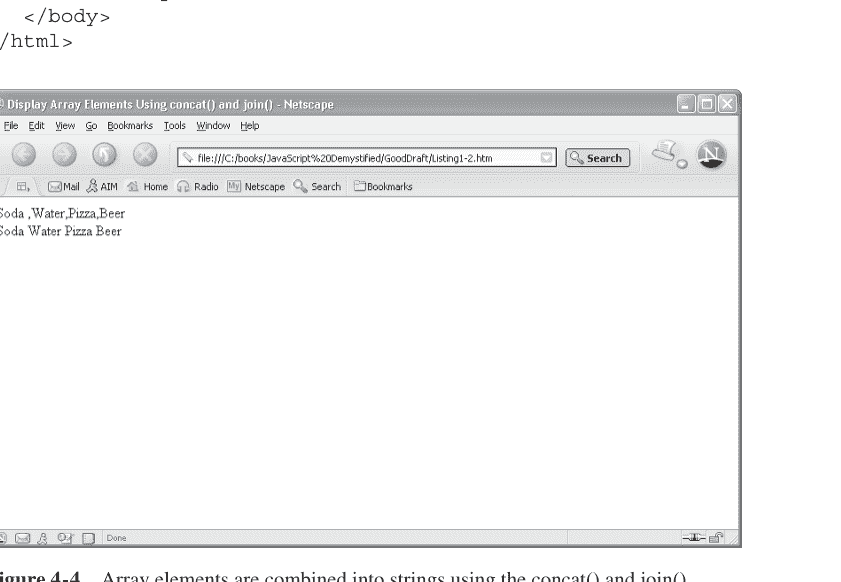 </body>
/html>
Display Array Elements Using concat() and join() - Netscape
File Edit View Go Bookmarks Tools Window Help
file:///C:/books/JavaScript%20Demystified/GoodDraft/Listing1-2.htm Search N
Mail AIM Home Radio My Netscape Search Bookmarks
Soda ,Water,Pizza,Beer
Soda Water Pizza Beer
Done
igure 4-4 Array elements are combined into strings using the concat() and join()